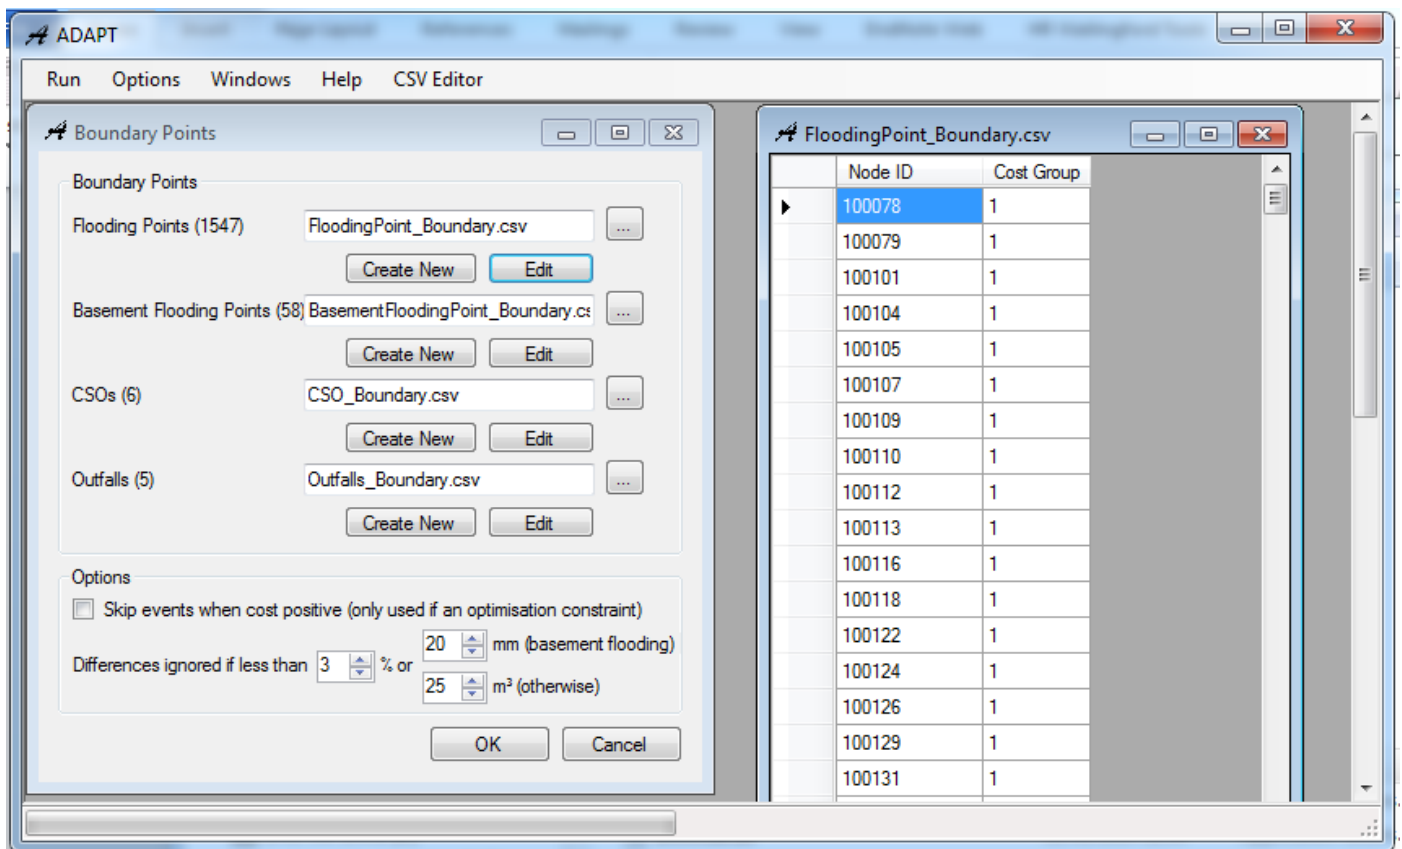 ADAPT
Run Options Windows Help CSV Editor
Boundary Points
Boundary Points
Flooding Points (1547) FloodingPoint_Boundary.csv ...
Create New Edit
Basement Flooding Points (58) BasementFloodingPoint_Boundary.cs ...
Create New Edit
CSOs (6) CSO_Boundary.csv ...
Create New Edit
Outfalls (5) Outfalls_Boundary.csv ...
Create New Edit
Options
Skip events when cost positive (only used if an optimisation constraint)
20 mm (basement flooding)
Differences ignored if less than 3 % or
25 m³ (otherwise)
OK Cancel
FloodingPoint_Boundary.csv
Node ID Cost Group
100078 1
100079 1
100101 1
100104 1
100105 1
100107 1
100109 1
100110 1
100112 1
100113 1
100116 1
100118 1
100122 1
100124 1
100126 1
100129 1
100131 1